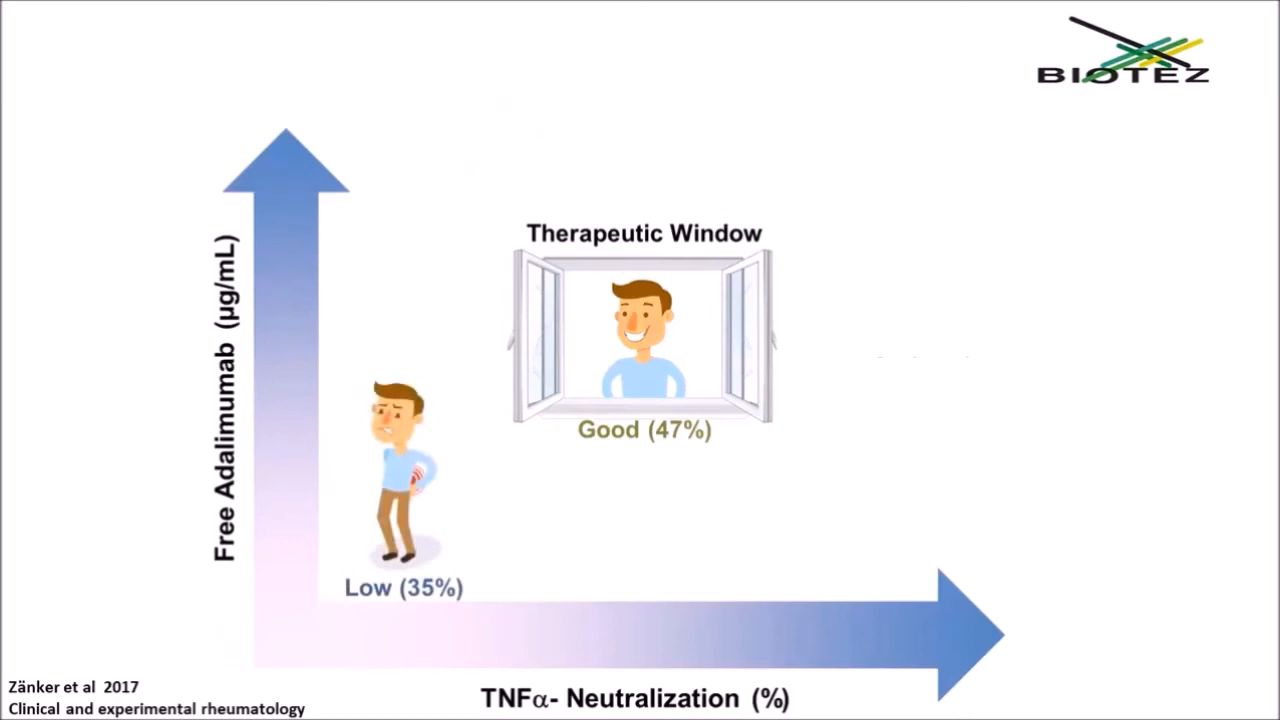 BIOTEZ
Therapeutic Window
Good (47%)
Low (35%)
Free Adalimumab (µg/mL)
TNFα- Neutralization (%)
Zänker et al 2017
Clinical and experimental rheumatology